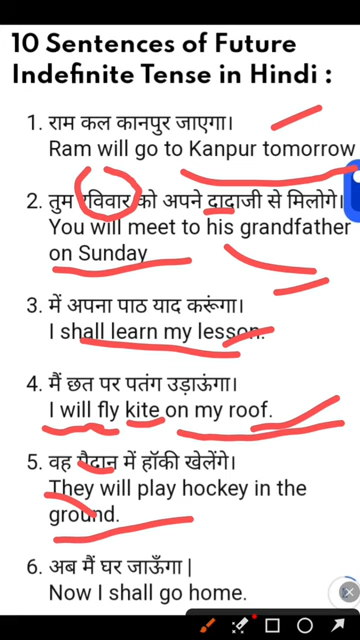 10 Sentences of Future
Indefinite Tense in Hindi :
1. राम कल कानपुर जाएगा।
Ram will go to Kanpur tomorrow
2. तुम रविवार को अपने दादाजी से मिलोगे।
You will meet to his grandfather
on Sunday
3. में अपना पाठ याद करूंगा।
I shall learn my lesson.
4. मैं छत पर पतंग उड़ाऊंगा।
I will fly kite on my roof.
5. वह मैदान में हॉकी खेलेंगे।
They will play hockey in the
ground.
6. अब मैं घर जाऊँगा |
Now I shall go home.